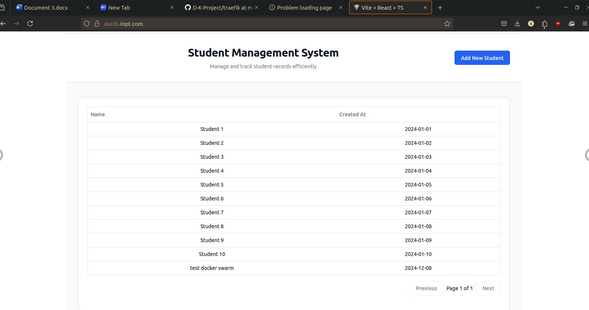 Document 3.docx
New Tab
D-K-Project/traefik at m
Problem loading page
Vite + React + TS
aseds.inpt.com
Student Management System
Manage and track student records efficiently
Add New Student
Name Created At
Student 1 2024-01-01
Student 2 2024-01-02
Student 3 2024-01-03
Student 4 2024-01-04
Student 5 2024-01-05
Student 6 2024-01-06
Student 7 2024-01-07
Student 8 2024-01-08
Student 9 2024-01-09
Student 10 2024-01-10
test docker swarm 2024-12-08
Previous Page 1 of 1 Next